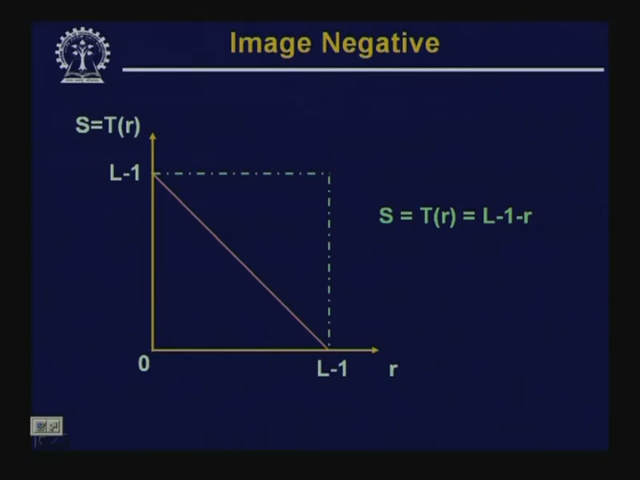 Image Negative
S=T(r)
L-1
S = T(r) = L-1-r
0
L-1
r